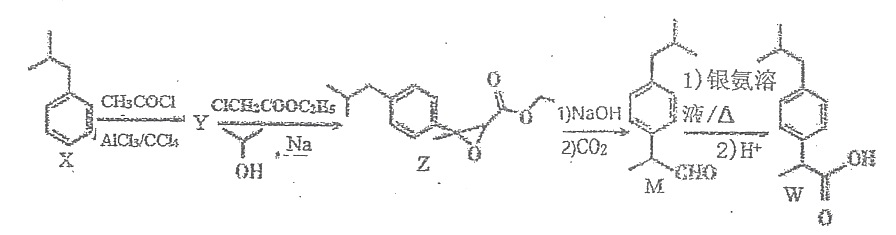 CH3COCl
AlCl3/CCl4
X
Y
ClCH2COOC2H5
OH
Na
O
O
O
Z
1)NaOH
2)CO2
CHO
M
1)银氨溶
液/Δ
2)H+
OH
O
W